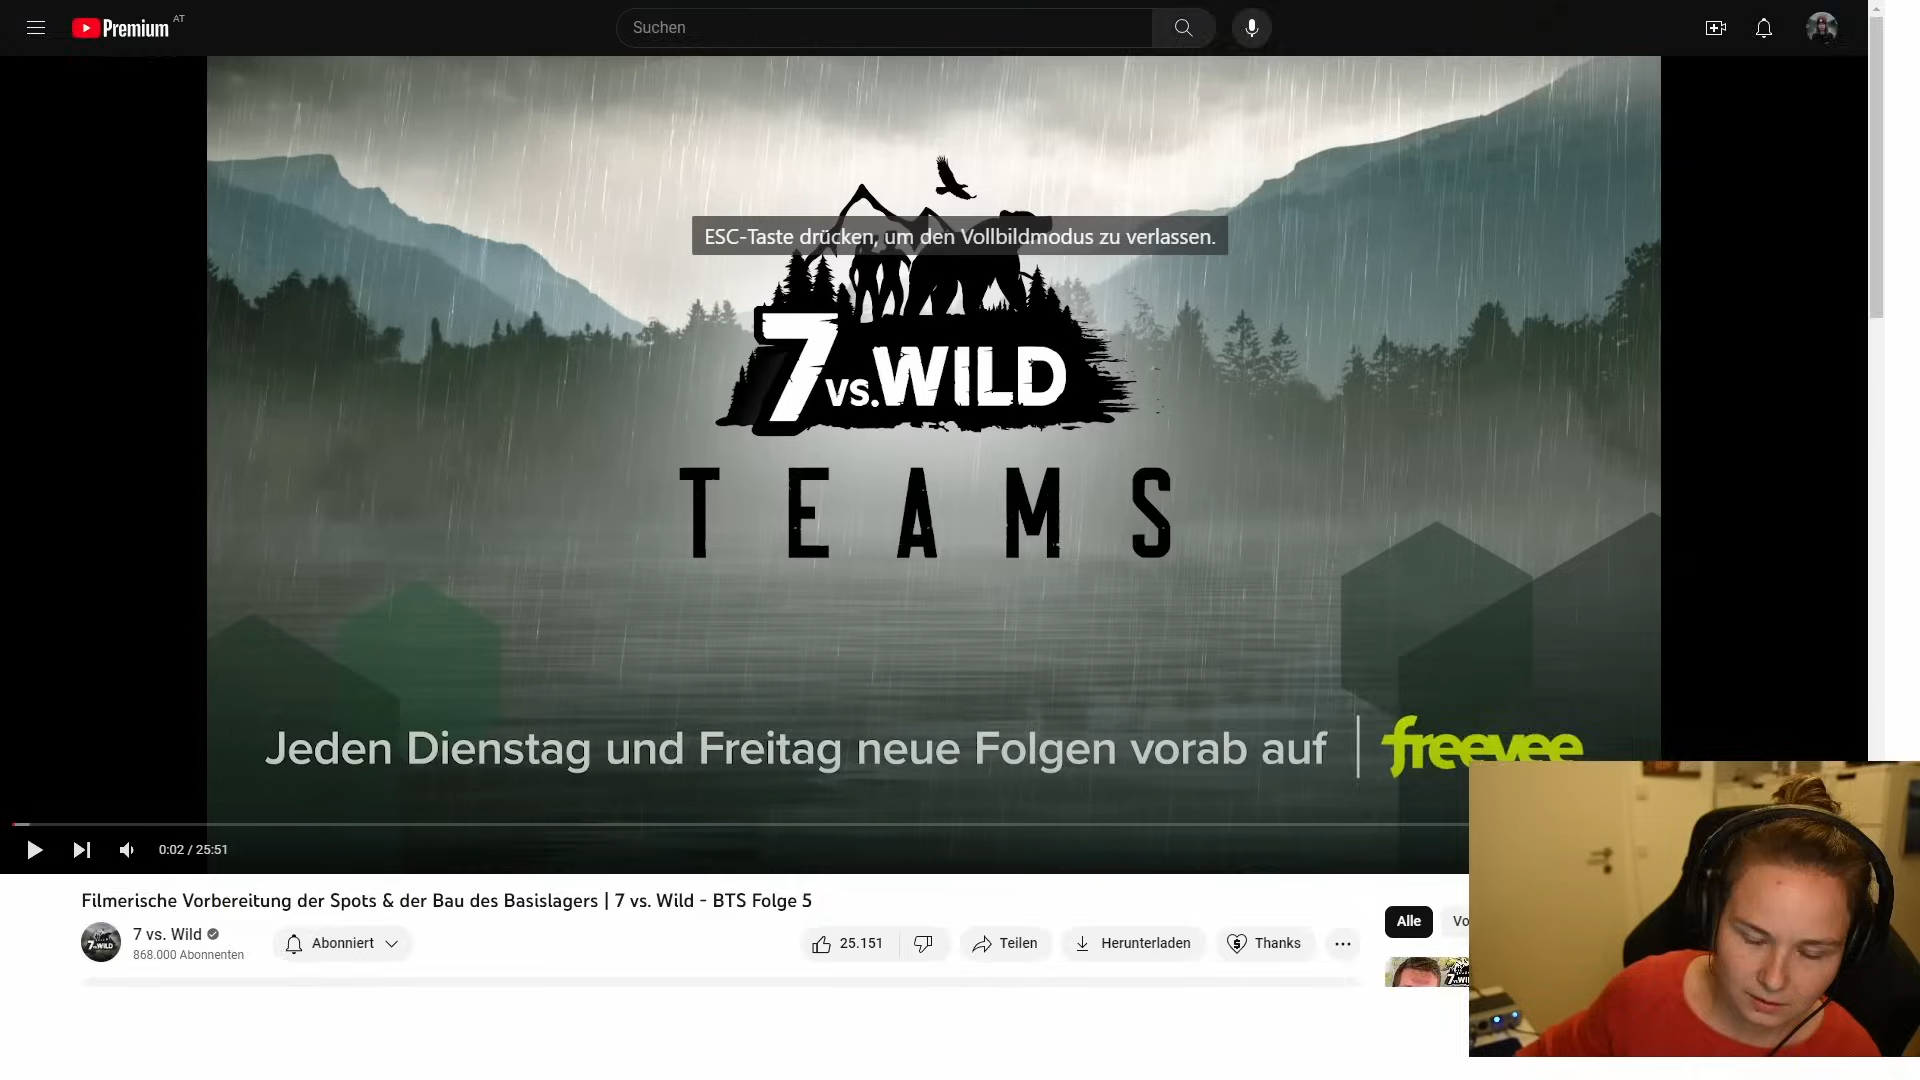 Premium AT
Suchen
ESC-Taste drücken, um den Vollbildmodus zu verlassen.
7 vs. WILD
TEAMS
Jeden Dienstag und Freitag neue Folgen vorab auf | freevee
0:02 / 25:51
Filmerische Vorbereitung der Spots & der Bau des Basislagers | 7 vs. Wild - BTS Folge 5
7 vs. Wild
868.000 Abonnenten
Abonniert
25.151
Teilen
Herunterladen
Thanks
Alle
Vo